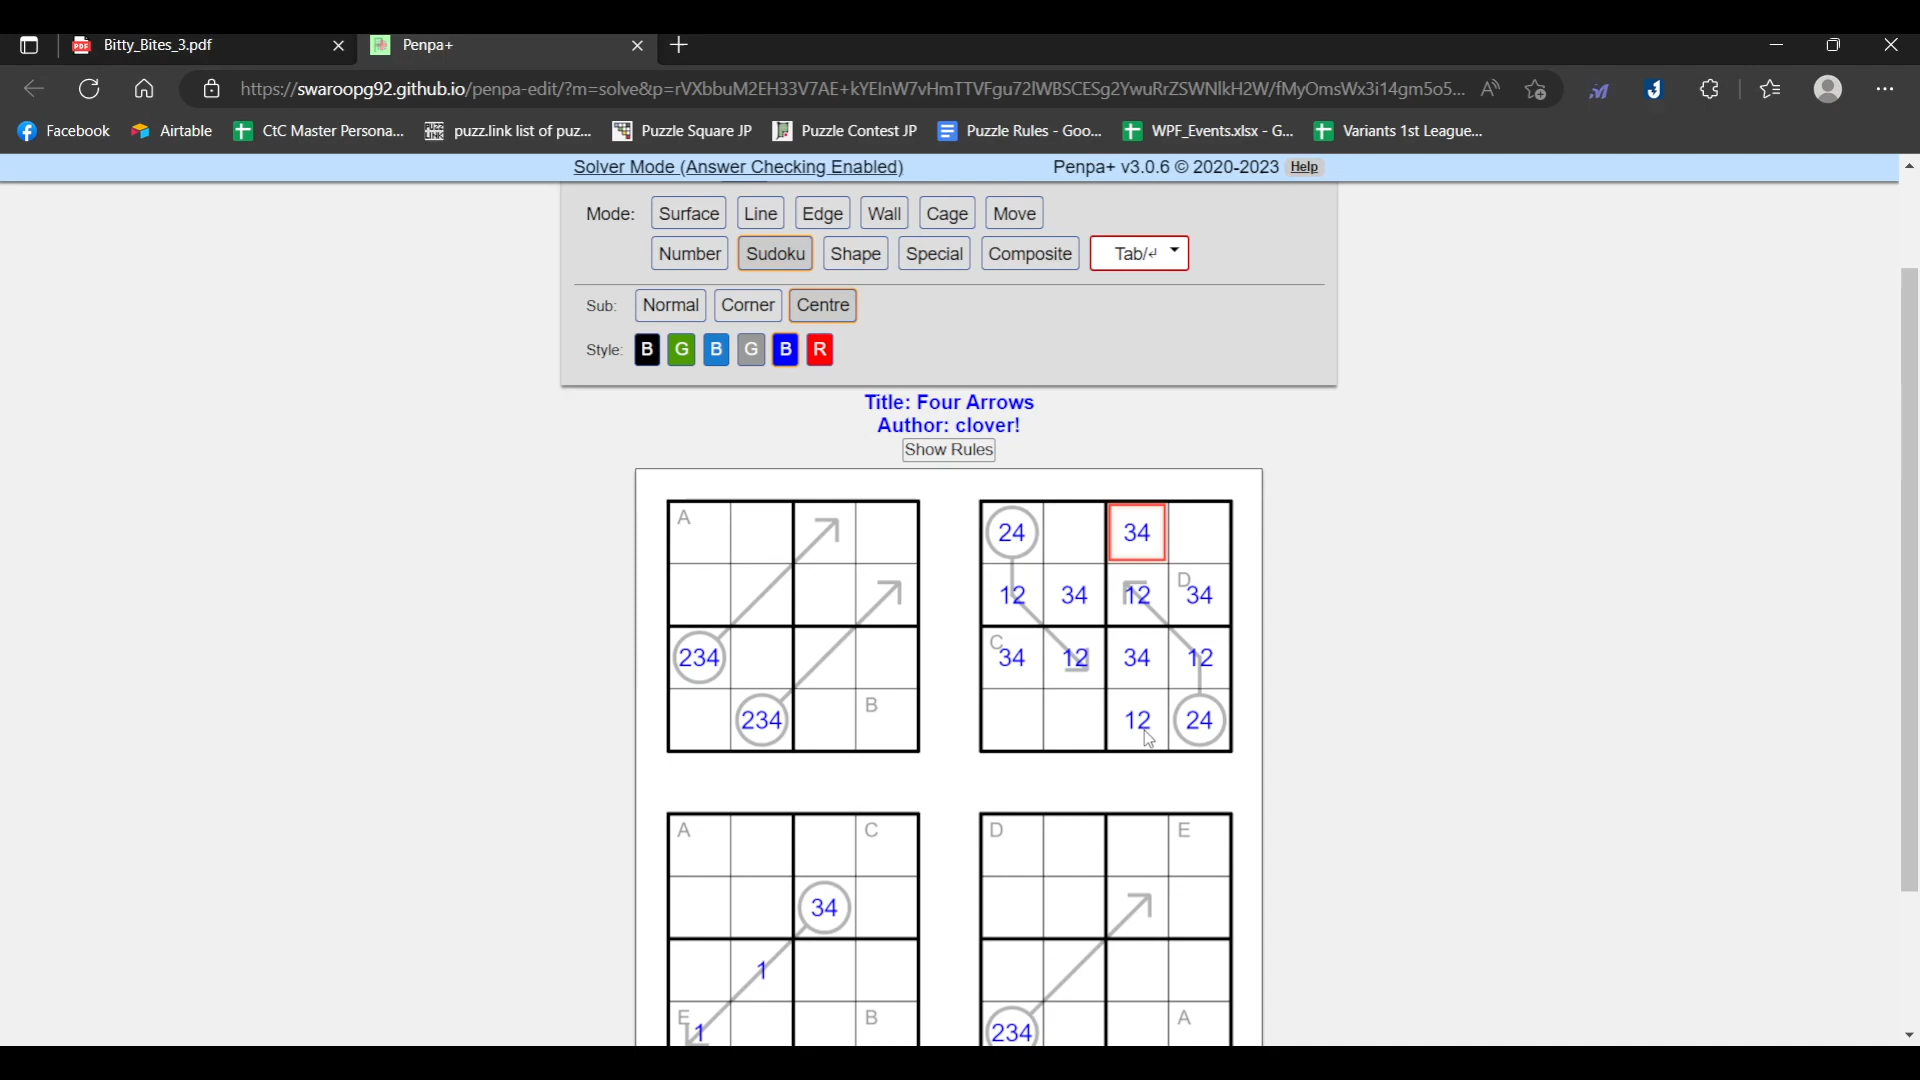 Bitty_Bites_3.pdf
Penpa+
https://swaroopg92.github.io/penpa-edit/?m=solve&p=rVXbbuM2EH33V7AE+kYEInW7vHmTTVFgu72lWBSCESg2YwuRrZSWNlkH2W/fMyOmsWx3i14gm5o5...
Facebook
Airtable
CtC Master Persona...
puzz.link list of puz...
Puzzle Square JP
Puzzle Contest JP
Puzzle Rules - Goo...
WPF_Events.xlsx - G...
Variants 1st League...
Solver Mode (Answer Checking Enabled)
Penpa+ v3.0.6 © 2020-2023 Help
Mode: Surface Line Edge Wall Cage Move
Number Sudoku Shape Special Composite Tab/↵
Sub: Normal Corner Centre
Style: B G B G B R
Title: Four Arrows
Author: clover!
Show Rules
A
234
234 B
24 34
12 34 12 D 34
C 34 12 34 12
12 24
A C
34
1
E 1 B
D E
234 A